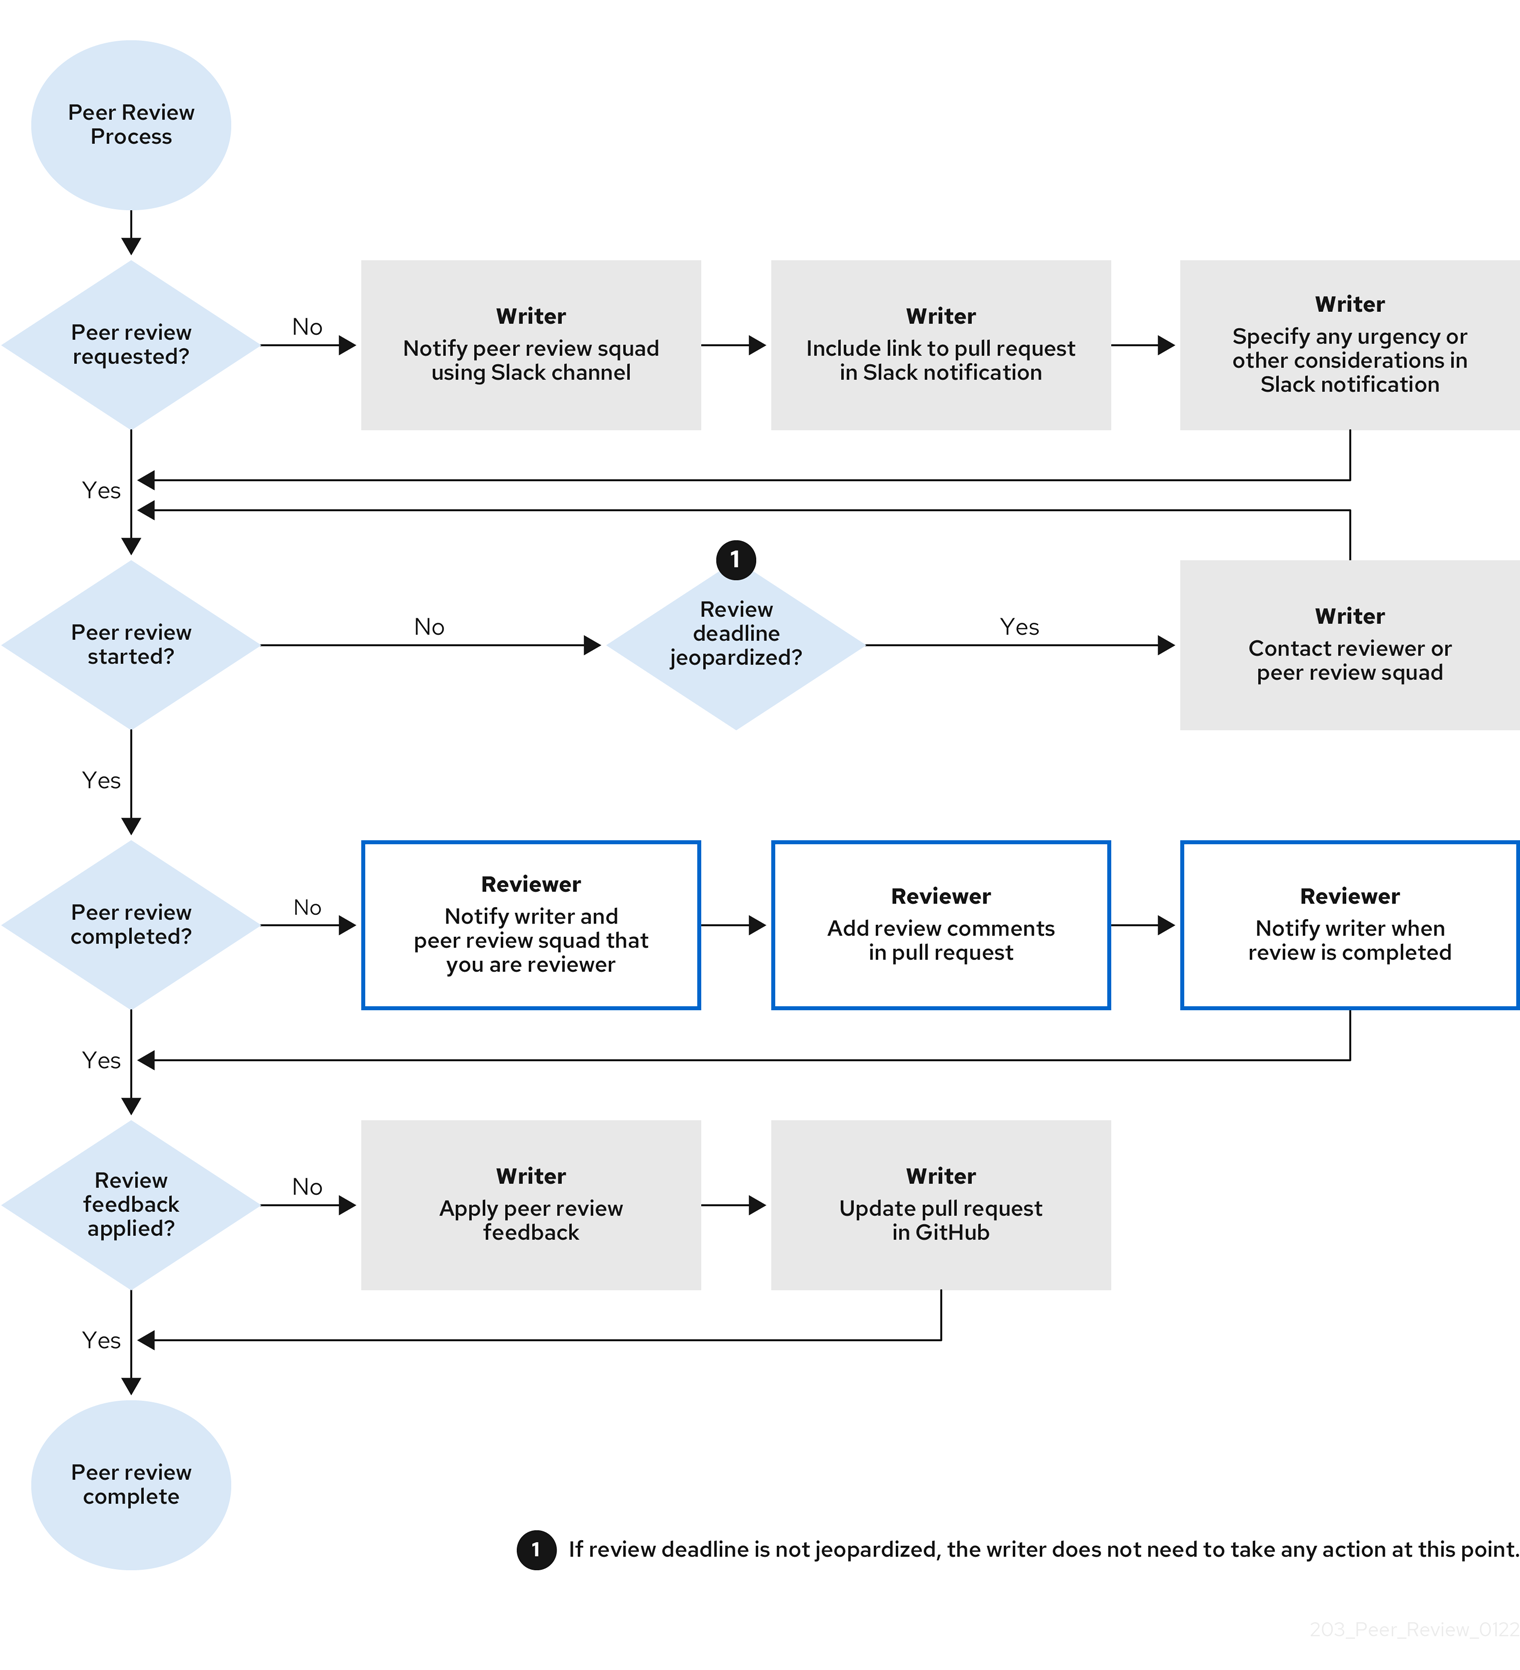 Peer Review
Process
Peer review
requested?
No
Writer
Notify peer review squad
using Slack channel
Writer
Include link to pull request
in Slack notification
Writer
Specify any urgency or
other considerations in
Slack notification
Yes
Peer review
started?
No
1
Review
deadline
jeopardized?
Yes
Writer
Contact reviewer or
peer review squad
Yes
Peer review
completed?
No
Reviewer
Notify writer and
peer review squad that
you are reviewer
Reviewer
Add review comments
in pull request
Reviewer
Notify writer when
review is completed
Yes
Review
feedback
applied?
No
Writer
Apply peer review
feedback
Writer
Update pull request
in GitHub
Yes
Peer review
complete
1 If review deadline is not jeopardized, the writer does not need to take any action at this point.
203_Peer_Review_0122